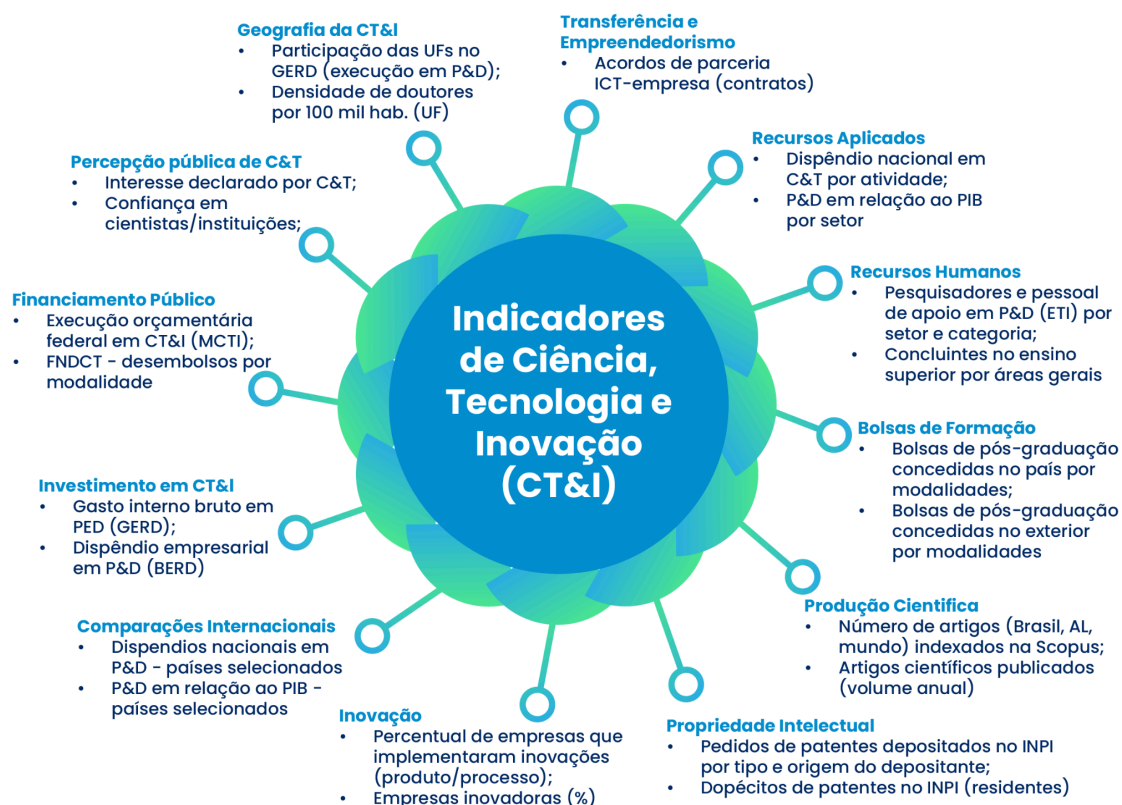 Geografia da CT&I
• Participação das UFs no
GERD (execução em P&D);
• Densidade de doutores
por 100 mil hab. (UF)
Transferência e
Empreendedorismo
• Acordos de parceria
ICT-empresa (contratos)
Recursos Aplicados
• Dispêndio nacional em
C&T por atividade;
• P&D em relação ao PIB
por setor
Recursos Humanos
• Pesquisadores e pessoal
de apoio em P&D (ETI) por
setor e categoria;
• Concluintes no ensino
superior por áreas gerais
Bolsas de Formação
• Bolsas de pós-graduação
concedidas no país por
modalidades;
• Bolsas de pós-graduação
concedidas no exterior
por modalidades
Produção Cientifica
• Número de artigos (Brasil, AL,
mundo) indexados na Scopus;
• Artigos científicos publicados
(volume anual)
Propriedade Intelectual
• Pedidos de patentes depositados no INPI
por tipo e origem do depositante;
• Dopécitos de patentes no INPI (residentes)
Inovação
• Percentual de empresas que
implementaram inovações
(produto/processo);
• Empresas inovadoras (%)
Comparações Internacionais
• Dispendios nacionais em
P&D - países selecionados
• P&D em relação ao PIB -
países selecionados
Investimento em CT&I
• Gasto interno bruto em
PED (GERD);
• Dispêndio empresarial
em P&D (BERD)
Financiamento Público
• Execução orçamentária
federal em CT&I (MCTI);
• FNDCT - desembolsos por
modalidade
Percepção pública de C&T
• Interesse declarado por C&T;
• Confiança em
cientistas/instituições;
Indicadores
de Ciência,
Tecnologia e
Inovação
(CT&I)